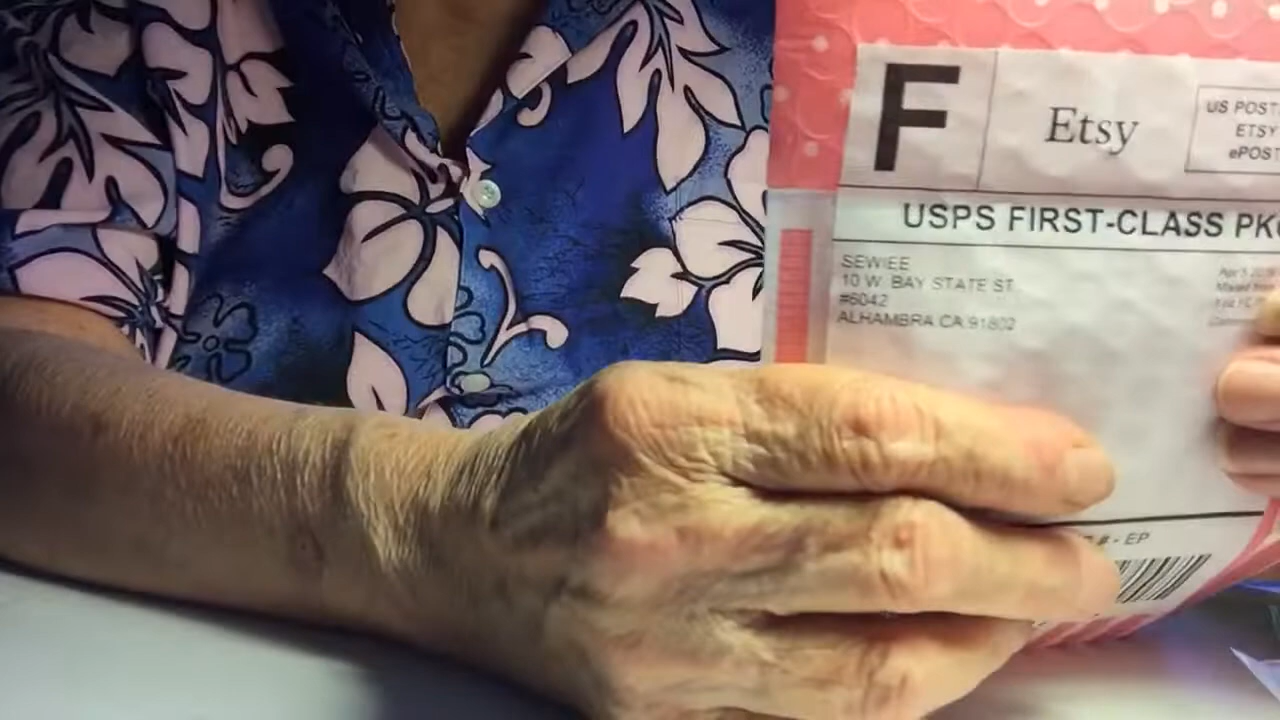 F
Etsy
US POST
ETSY
ePOST
USPS FIRST-CLASS PK
SEWIEE
10 W. BAY STATE ST.
#6042
ALHAMBRA CA 91802
# - EP